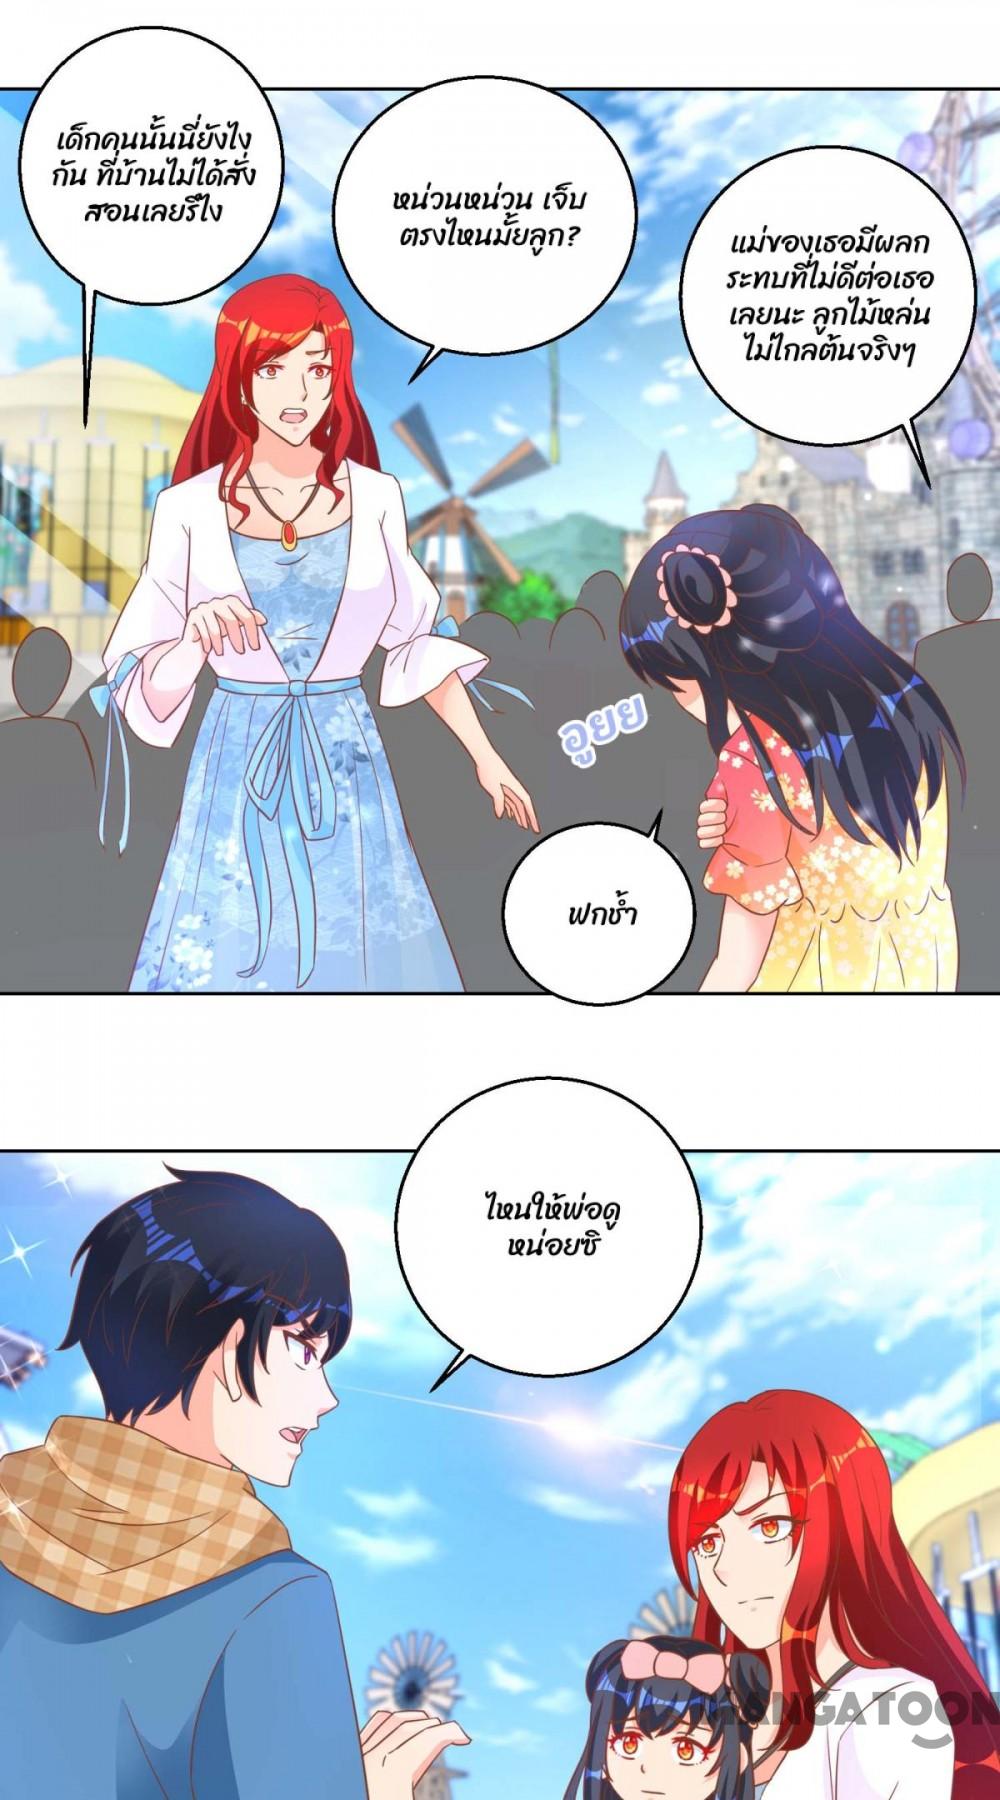 เด็กคนนั้นนี่ยังไง
กัน ที่บ้านไม่ได้สั่ง
สอนเลยรึไง
หน่วนหน่วน เจ็บ
ตรงไหนมั้ยลูก?
แม่ของเธอมีผลก
ระทบที่ไม่ดีต่อเธอ
เลยนะ ลูกไม้หล่น
ไม่ไกลต้นจริงๆ
อูยย
ฟกช้ำ
ไหนให้พ่อดู
หน่อยซิ
MANGATOON